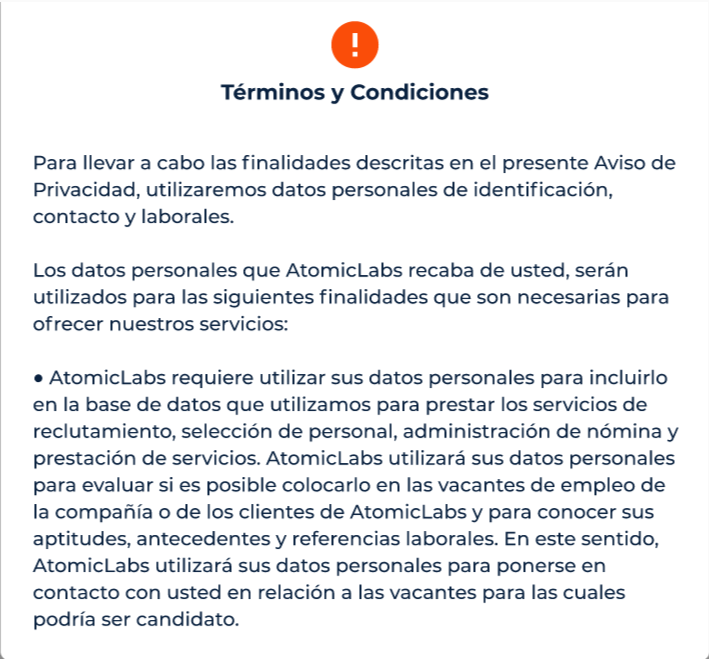 !
Términos y Condiciones
Para llevar a cabo las finalidades descritas en el presente Aviso de
Privacidad, utilizaremos datos personales de identificación,
contacto y laborales.
Los datos personales que AtomicLabs recaba de usted, serán
utilizados para las siguientes finalidades que son necesarias para
ofrecer nuestros servicios:
● AtomicLabs requiere utilizar sus datos personales para incluirlo
en la base de datos que utilizamos para prestar los servicios de
reclutamiento, selección de personal, administración de nómina y
prestación de servicios. AtomicLabs utilizará sus datos personales
para evaluar si es posible colocarlo en las vacantes de empleo de
la compañía o de los clientes de AtomicLabs y para conocer sus
aptitudes, antecedentes y referencias laborales. En este sentido,
AtomicLabs utilizará sus datos personales para ponerse en
contacto con usted en relación a las vacantes para las cuales
podría ser candidato.